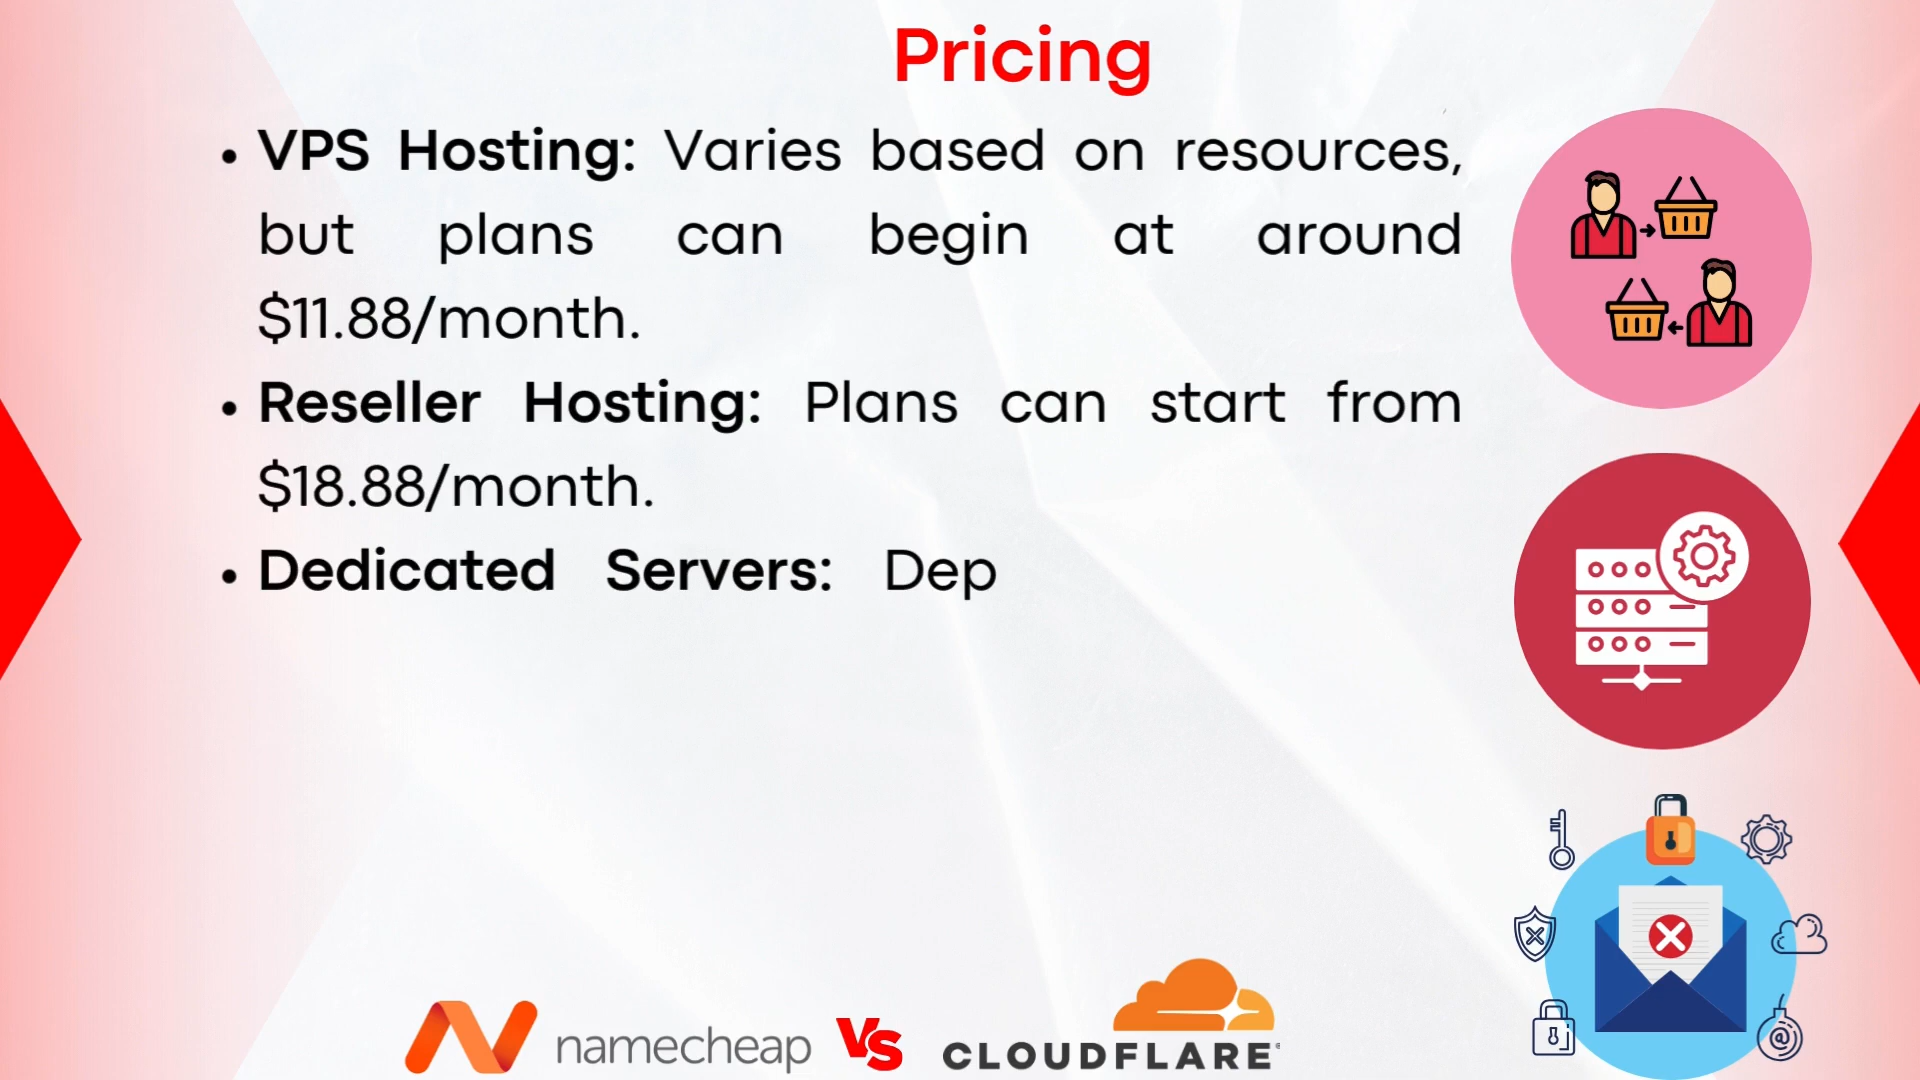 Pricing
• VPS Hosting: Varies based on resources,
but plans can begin at around
$11.88/month.
• Reseller Hosting: Plans can start from
$18.88/month.
• Dedicated Servers: Dep
namecheap VS CLOUDFLARE